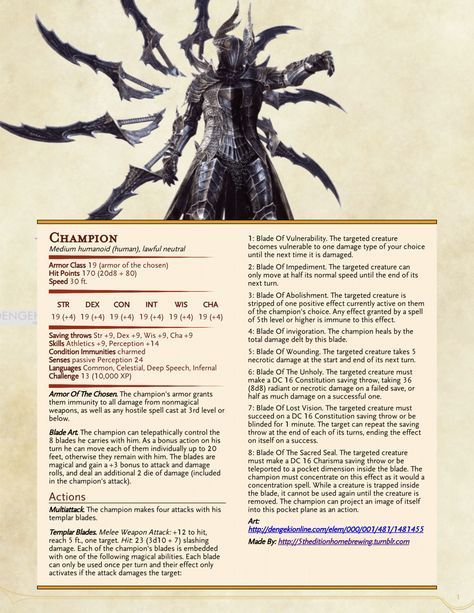 DENGEK
CHAMPION
Medium humanoid (human), lawful neutral
Armor Class 19 (armor of the chosen)
Hit Points 170 (20d8 + 80)
Speed 30 ft.
STR DEX CON INT WIS CHA
19 (+4) 19 (+4) 19 (+4) 19 (+4) 19 (+4) 19 (+4)
Saving throws Str +9, Dex +9, Wis +9, Cha +9
Skills Athletics +9, Perception +14
Condition Immunities charmed
Senses passive Perception 24
Languages Common, Celestial, Deep Speech, Infernal
Challenge 13 (10,000 XP)
Armor Of The Chosen. The champion's armor grants
them immunity to all damage from nonmagical
weapons, as well as any hostile spell cast at 3rd level or
below.
Blade Art. The champion can telepathically control the
8 blades he carries with him. As a bonus action on his
turn he can move each of them individually up to 20
feet, otherwise they remain with him. The blades are
magical and gain a +3 bonus to attack and damage
rolls, and deal an additional 2 die of damage (included
in the champion's attack).
Actions
Multiattack. The champion makes four attacks with his
templar blades.
Templar Blades. Melee Weapon Attack: +12 to hit,
reach 5 ft., one target. Hit: 23 (3d10 + 7) slashing
damage. Each of the champion's blades is embedded
with one of the following magical abilities. Each blade
can only be used once per turn and their effect only
activates if the attack damages the target:
1: Blade Of Vulnerability. The targeted creature
becomes vulnerable to one damage type of your choice
until the next time it is damaged.
2: Blade Of Impediment. The targeted creature can
only move at half its normal speed until the end of its
next turn.
3: Blade Of Abolishment. The targeted creature is
stripped of one positive effect currently active on them
of the champion's choice. Any effect granted by a spell
of 5th level or higher is immune to this effect.
4: Blade Of invigoration. The champion heals by the
total damage delt by this blade.
5: Blade Of Wounding. The targeted creature takes 5
necrotic damage at the start and end of its next turn.
6: Blade Of The Unholy. The targeted creature must
make a DC 16 Constitution saving throw, taking 36
(8d8) radiant or necrotic damage on a failed save, or
half as much damage on a successful one.
7: Blade Of Lost Vision. The targeted creature must
succeed on a DC 16 Constitution saving throw or be
blinded for 1 minute. The target can repeat the saving
throw at the end of each of its turns, ending the effect
on itself on a success.
8: Blade Of The Sacred Seal. The targeted creature
must make a DC 16 Charisma saving throw or be
teleported to a pocket dimension inside the blade. The
champion must concentrate on this effect as it would a
concentration spell. While a creature is trapped inside
the blade, it cannot be used again until the creature is
removed. The champion can project an image of itself
into this pocket plane as an action.
Art:
http://dengekionline.com/elem/000/001/481/1481455
Made By: http://5theditionhomebrewing.tumblr.com
1